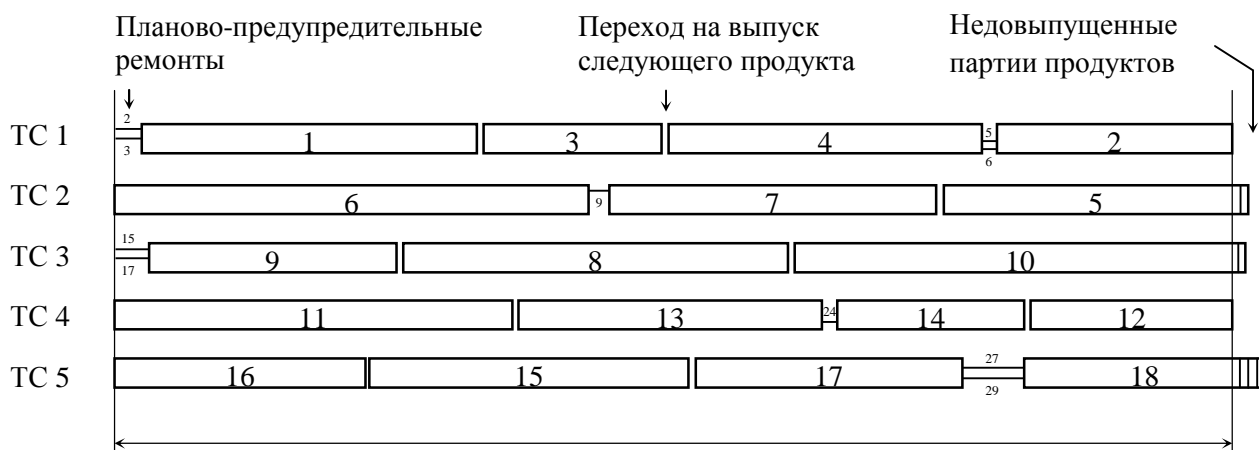 Планово-предупредительные
ремонты
Переход на выпуск
следующего продукта
Недовыпущенные
партии продуктов
ТС 1
2
3
1
3
4
5
6
2
ТС 2
6
9
7
5
ТС 3
15
17
9
8
10
ТС 4
11
13
24
14
12
ТС 5
16
15
17
27
29
18